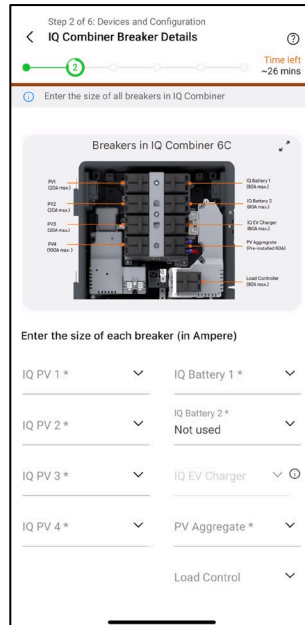 Step 2 of 6: Devices and Configuration
IQ Combiner Breaker Details
2
Time left
~26 mins
Enter the size of all breakers in IQ Combiner
Breakers in IQ Combiner 6C
PV1
(20A max.)
PV2
(20A max.)
PV3
(20A max.)
PV4
IQ Battery 1
(80A max.)
IQ Battery 2
(80A max.)
IQ EV Charger
PV Aggregate
(Pre-installed 60A)
Load Controller
(80A max.)
Enter the size of each breaker (in Ampere)
IQ PV 1 *
IQ Battery 1 *
IQ PV 2 *
IQ Battery 2 *
Not used
IQ PV 3 *
IQ EV Charger
IQ PV 4 *
PV Aggregate *
Load Control